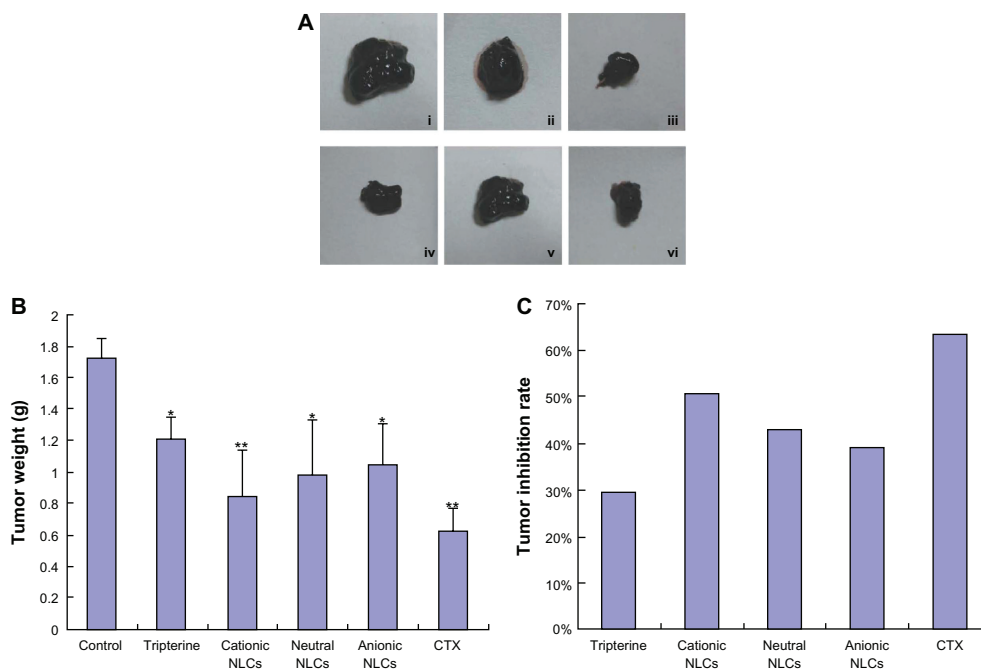 A
i
ii
iii
iv
v
vi
B
Tumor weight (g)
2
1.8
1.6
1.4
1.2
1
0.8
0.6
0.4
0.2
0
*
**
*
*
**
Control
Tripterine
Cationic
NLCs
Neutral
NLCs
Anionic
NLCs
CTX
C
Tumor inhibition rate
70%
60%
50%
40%
30%
20%
10%
0%
Tripterine
Cationic
NLCs
Neutral
NLCs
Anionic
NLCs
CTX